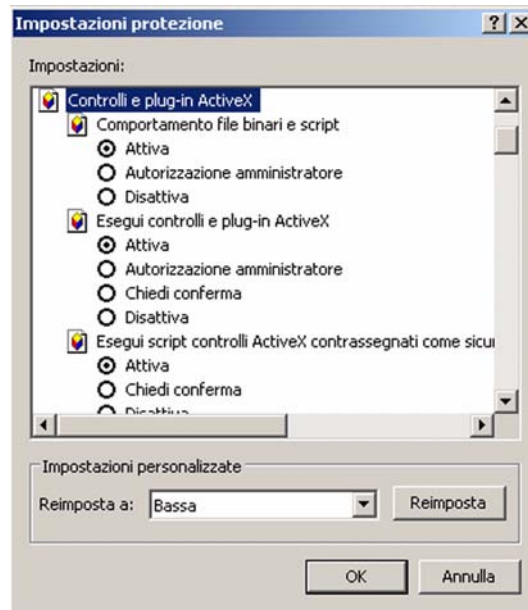 Impostazioni protezione
Impostazioni:
Controlli e plug-in ActiveX
Comportamento file binari e script
Attiva
Autorizzazione amministratore
Disattiva
Esegui controlli e plug-in ActiveX
Attiva
Autorizzazione amministratore
Chiedi conferma
Disattiva
Esegui script controlli ActiveX contrassegnati come sicu
Attiva
Chiedi conferma
Disattiva
Impostazioni personalizzate
Reimposta a: Bassa Reimposta
OK Annulla